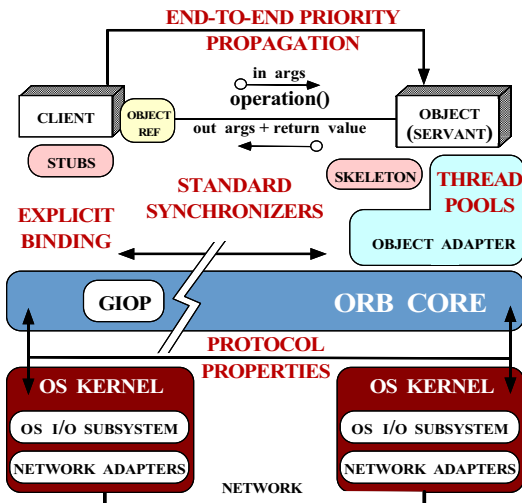 END-TO-END PRIORITY
PROPAGATION
in args
operation()
out args + return value
CLIENT
OBJECT
REF
OBJECT
(SERVANT)
STUBS
SKELETON
STANDARD
SYNCHRONIZERS
EXPLICIT
BINDING
THREAD
POOLS
OBJECT ADAPTER
GIOP
ORB CORE
PROTOCOL
PROPERTIES
OS KERNEL
OS I/O SUBSYSTEM
NETWORK ADAPTERS
OS KERNEL
OS I/O SUBSYSTEM
NETWORK ADAPTERS
NETWORK